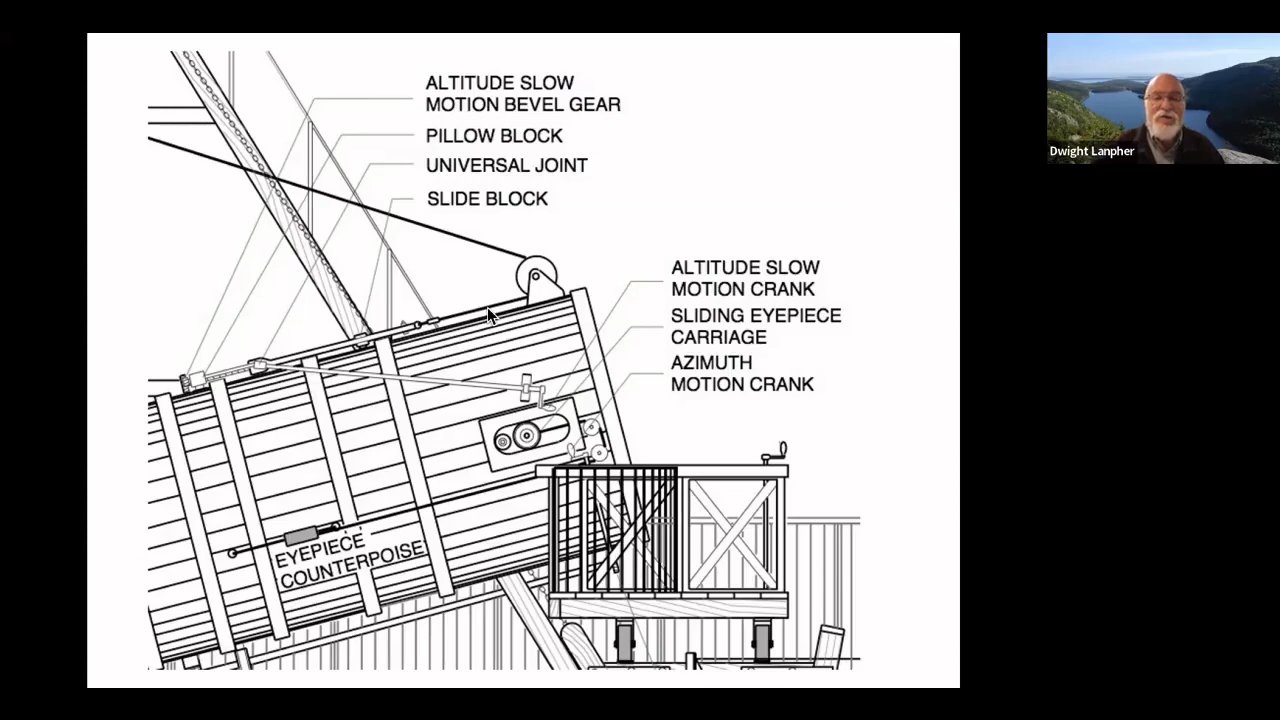 ALTITUDE SLOW
MOTION BEVEL GEAR
PILLOW BLOCK
UNIVERSAL JOINT
SLIDE BLOCK
ALTITUDE SLOW
MOTION CRANK
SLIDING EYEPIECE
CARRIAGE
AZIMUTH
MOTION CRANK
EYEPIECE
COUNTERPOISE
Dwight Lanpher